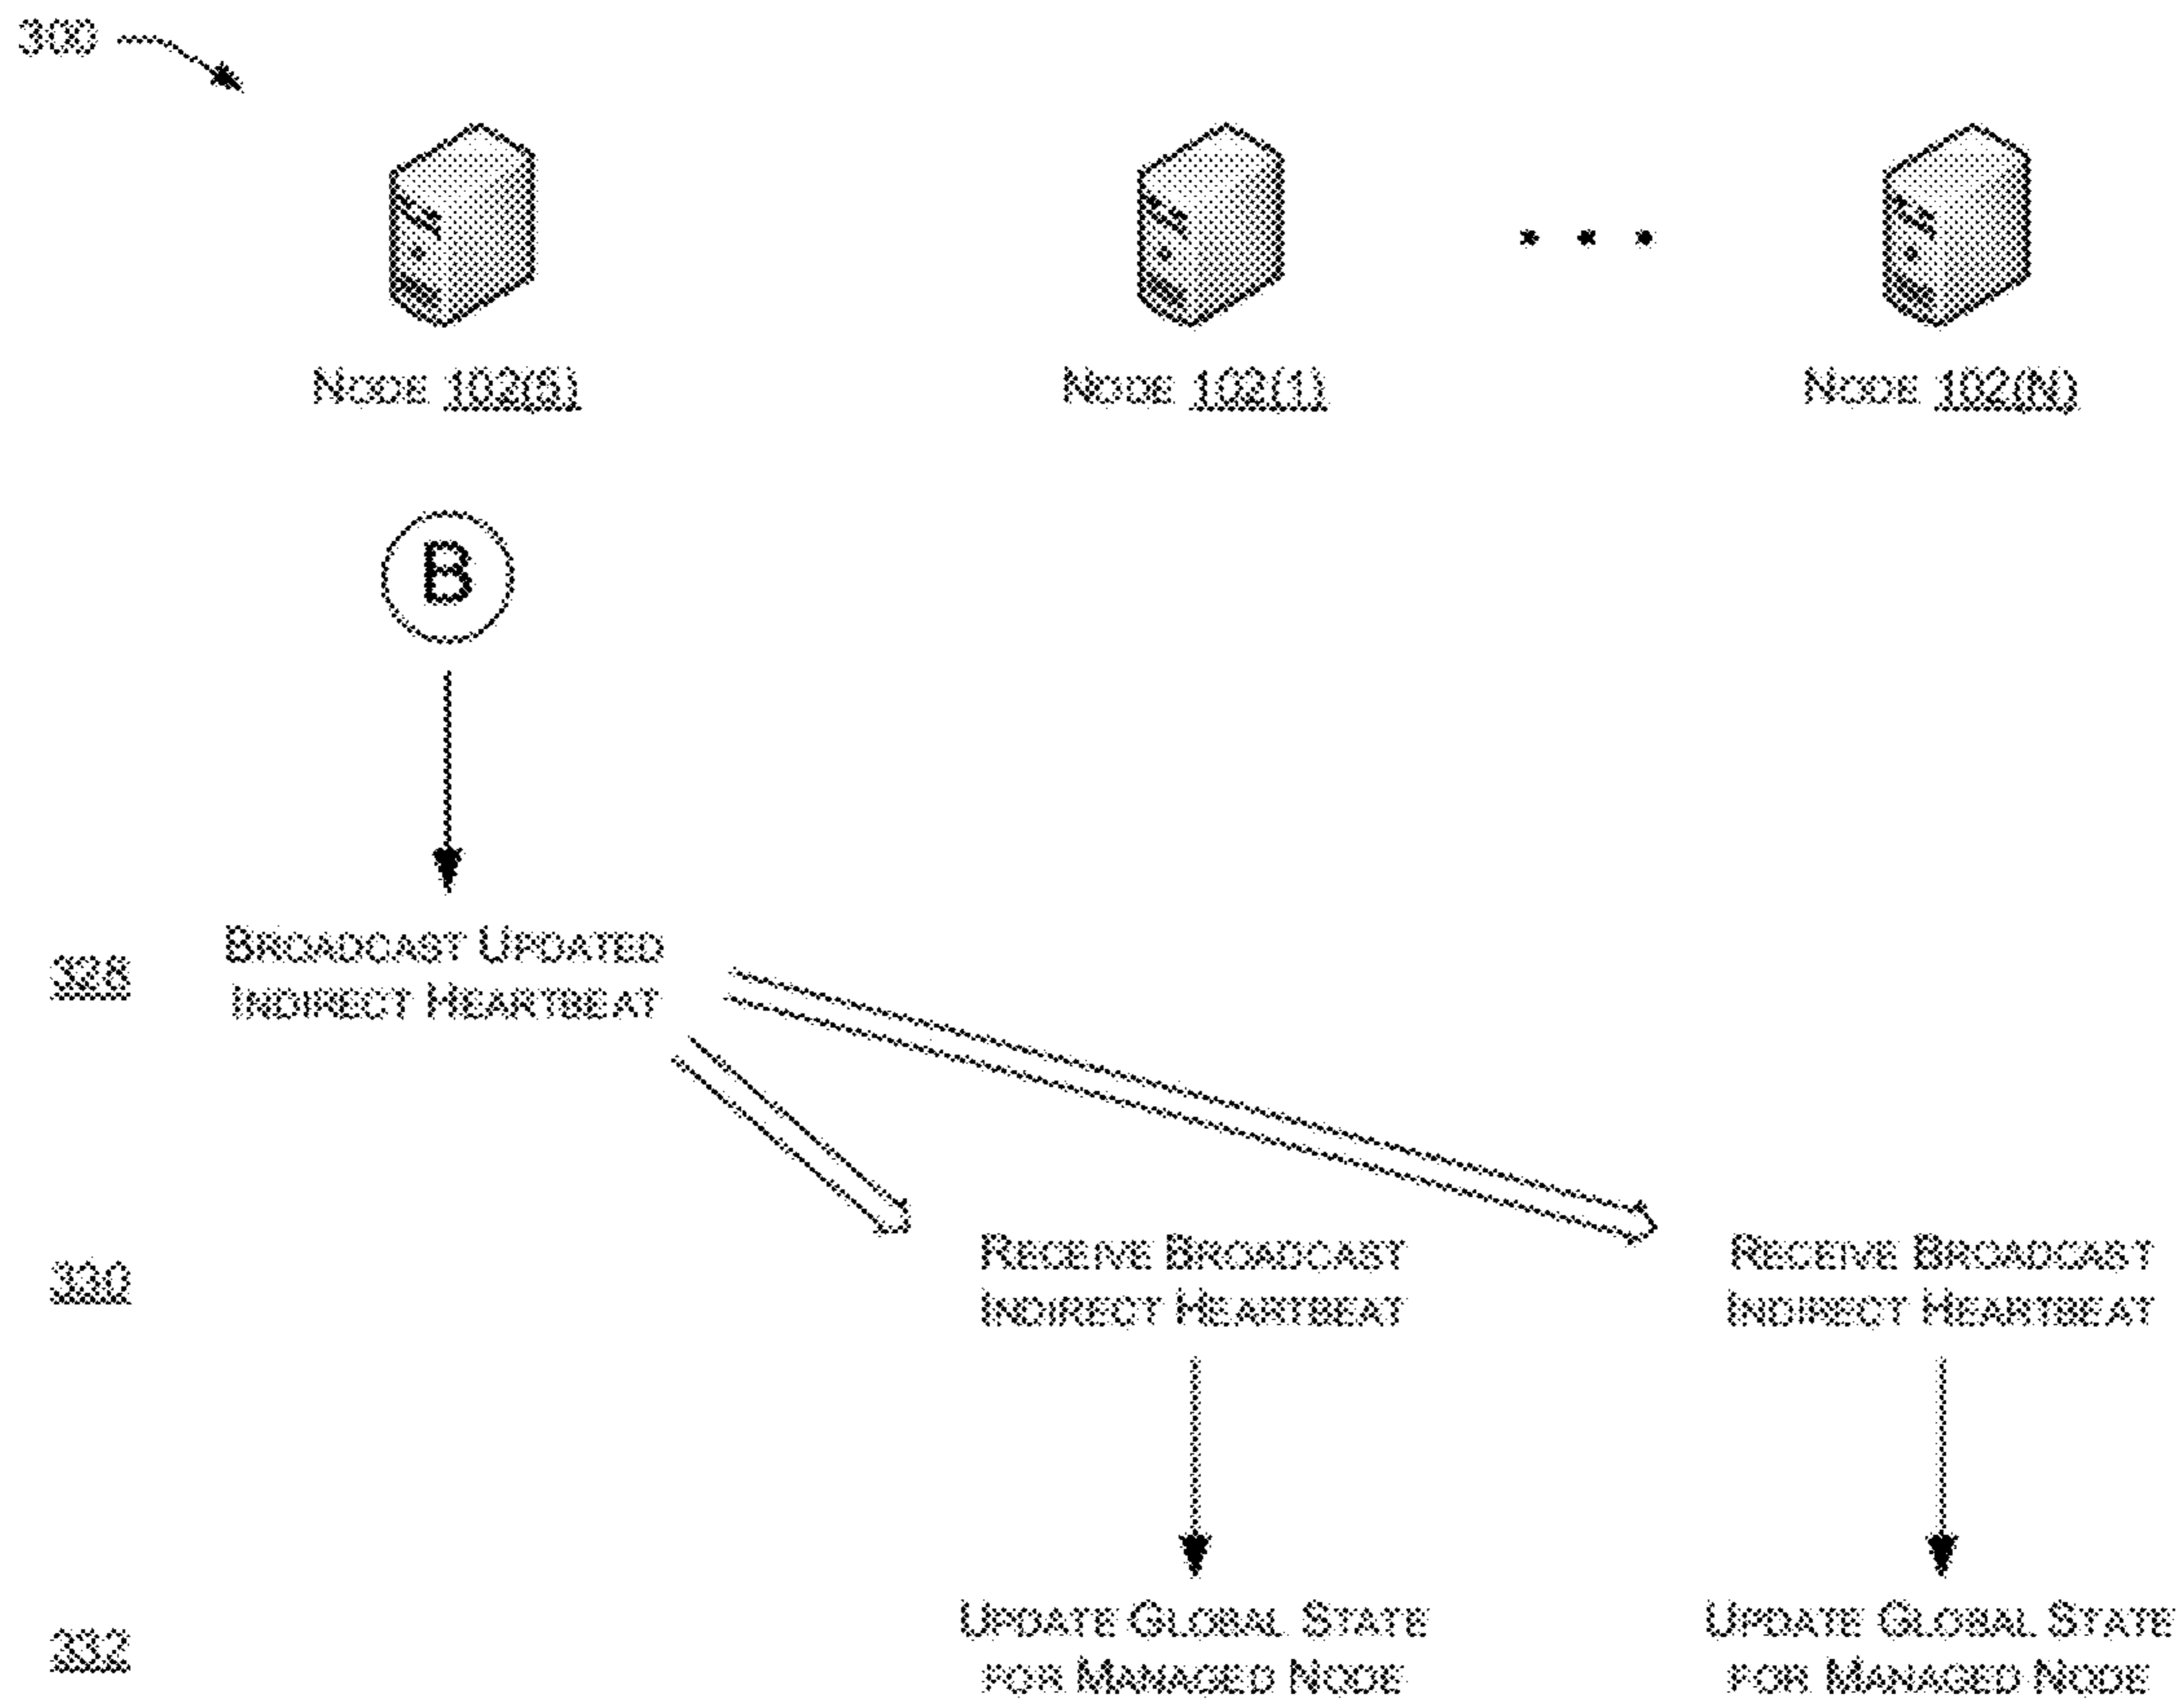 300
NODE 102(5)
NODE 102(1)
NODE 102(N)
B
328
BROADCAST UPDATED
INDIRECT HEARTBEAT
330
RECEIVE BROADCAST
INDIRECT HEARTBEAT
RECEIVE BROADCAST
INDIRECT HEARTBEAT
332
UPDATE GLOBAL STATE
FOR MANAGED NODE
UPDATE GLOBAL STATE
FOR MANAGED NODE